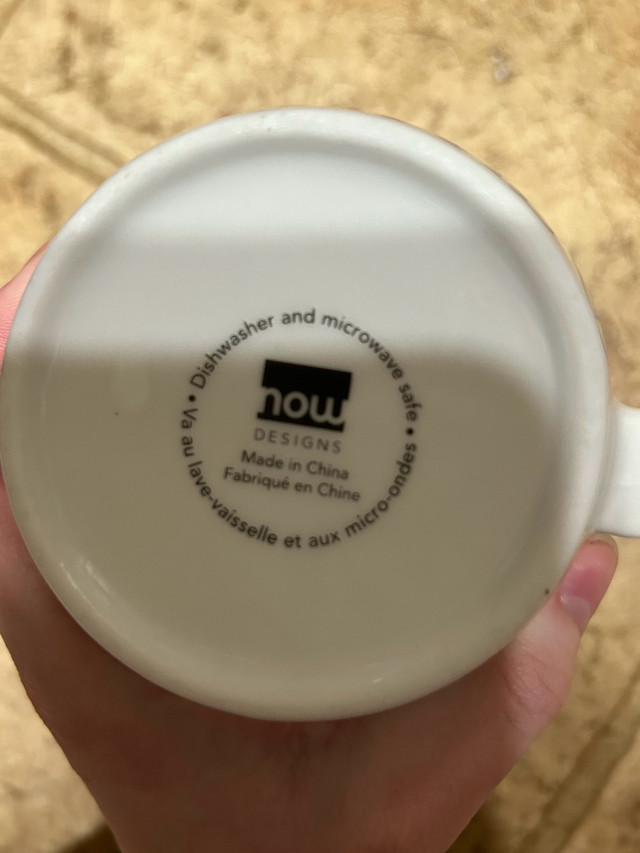 Dishwasher and microwave safe •
now
DESIGNS
Made in China
Fabriqué en Chine
Va au lave-vaisselle et aux micro-ondes •